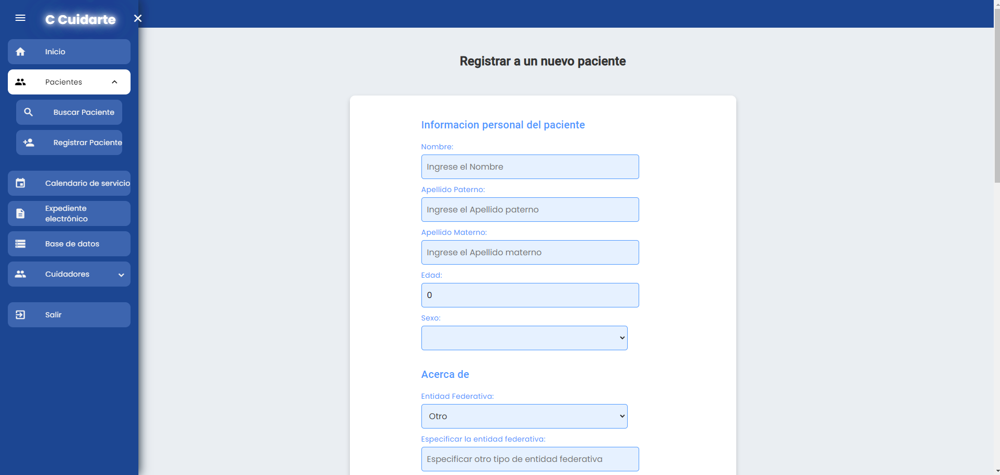 C Cuidarte
Inicio
Pacientes
Buscar Paciente
Registrar Paciente
Calendario de servicio
Expediente
electrónico
Base de datos
Cuidadores
Salir
Registrar a un nuevo paciente
Informacion personal del paciente
Nombre:
Ingrese el Nombre
Apellido Paterno:
Ingrese el Apellido paterno
Apellido Materno:
Ingrese el Apellido materno
Edad:
0
Sexo:
Acerca de
Entidad Federativa:
Otro
Especificar la entidad federativa:
Especificar otro tipo de entidad federativa